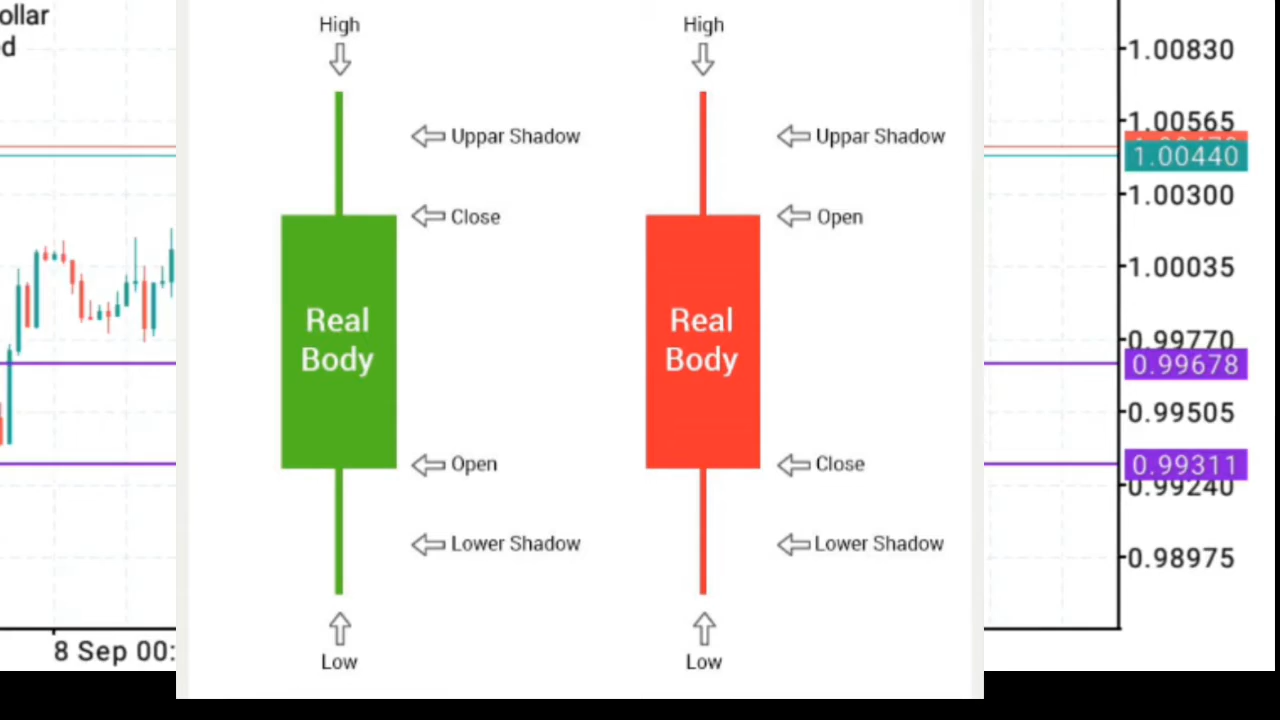 ollar
d
High
High
Uppar Shadow
Uppar Shadow
Close
Open
Real
Body
Real
Body
Open
Close
Lower Shadow
Lower Shadow
Low
Low
1.00830
1.00565
1.00440
1.00300
1.00035
0.99770
0.99678
0.99505
0.99311
0.99240
0.98975
8 Sep 00: